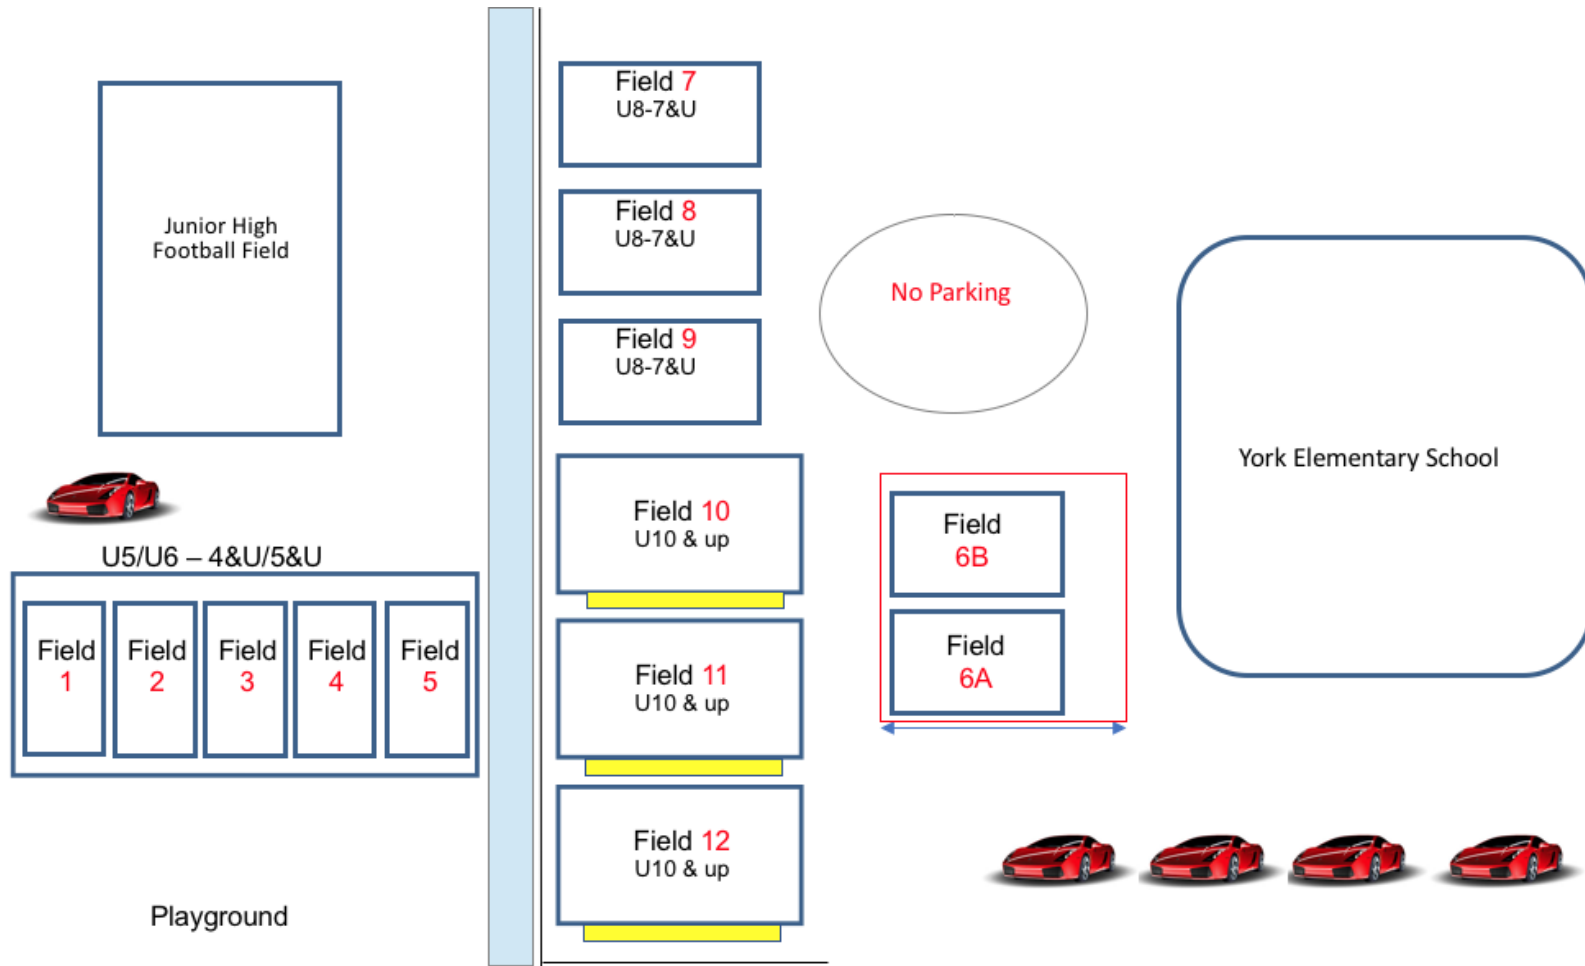 Junior High
Football Field
U5/U6 – 4&U/5&U
Field
1
Field
2
Field
3
Field
4
Field
5
Playground
Field 7
U8-7&U
Field 8
U8-7&U
Field 9
U8-7&U
Field 10
U10 & up
Field 11
U10 & up
Field 12
U10 & up
No Parking
Field
6B
Field
6A
York Elementary School